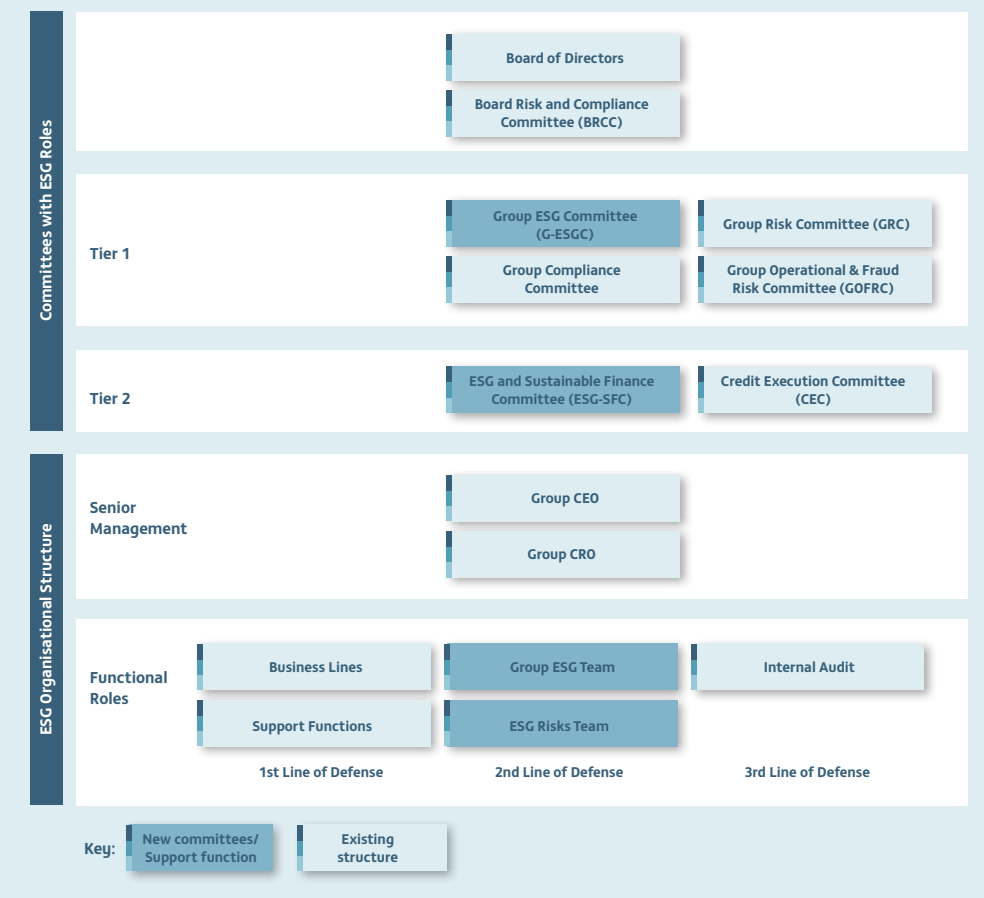 Committees with ESG Roles
Board of Directors
Board Risk and Compliance
Committee (BRCC)
Tier 1
Group ESG Committee
(G-ESGC)
Group Risk Committee (GRC)
Group Compliance
Committee
Group Operational & Fraud
Risk Committee (GOFRC)
Tier 2
ESG and Sustainable Finance
Committee (ESG-SFC)
Credit Execution Committee
(CEC)
ESG Organisational Structure
Senior
Management
Group CEO
Group CRO
Functional
Roles
Business Lines
Group ESG Team
Internal Audit
Support Functions
ESG Risks Team
1st Line of Defense
2nd Line of Defense
3rd Line of Defense
Key:
New committees/
Support function
Existing
structure